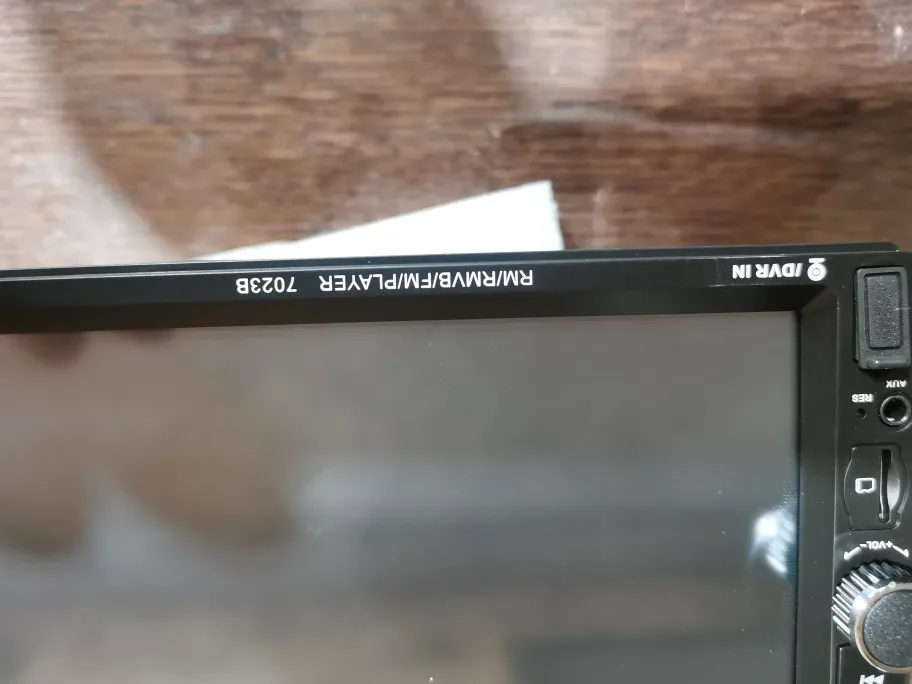 RM/RMVB/FM/PLAYER 7023B
/DVR IN
AUX
RES
+VOL-